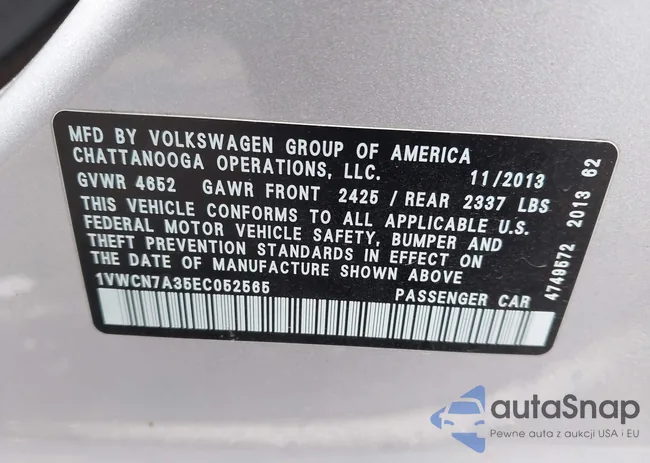 MFD BY VOLKSWAGEN GROUP OF AMERICA
CHATTANOOGA OPERATIONS, LLC. 11/2013
GVWR 4652 GAWR FRONT 2425 / REAR 2337 LBS
THIS VEHICLE CONFORMS TO ALL APPLICABLE U.S.
FEDERAL MOTOR VEHICLE SAFETY, BUMPER AND
THEFT PREVENTION STANDARDS IN EFFECT ON
THE DATE OF MANUFACTURE SHOWN ABOVE
1VWCN7A35EC052565 PASSENGER CAR
4749572 2013 62
autaSnap
Pewne auta z aukcji USA i EU